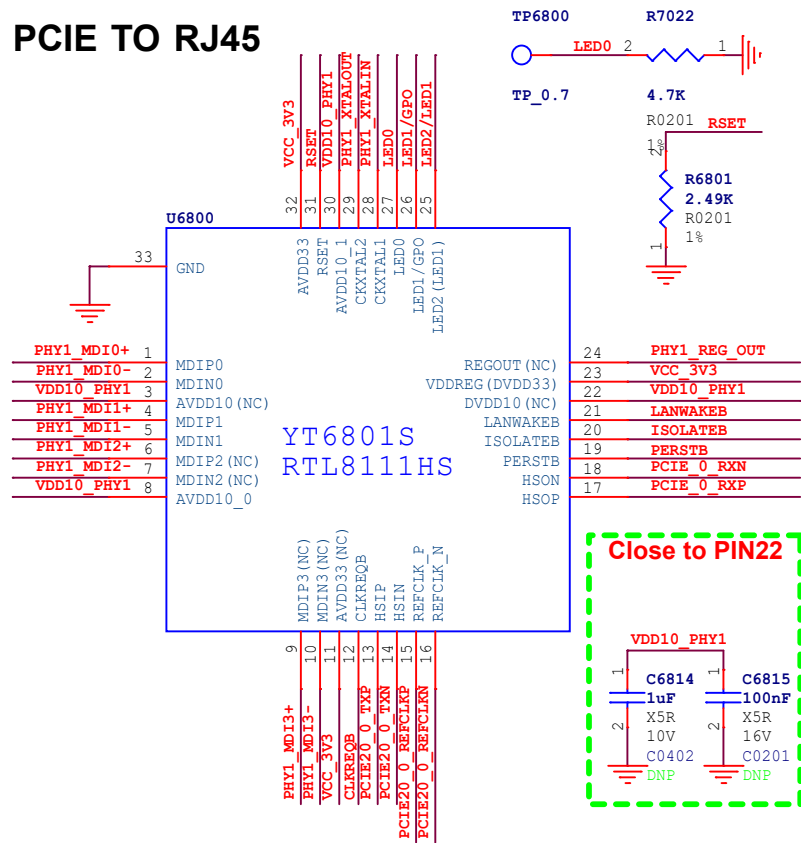 PCIE TO RJ45
TP6800
R7022
LED0 2
1
TP_0.7
4.7K
R0201
1%
RSET
2
R6801
2.49K
R0201
1%
1
VCC_3V3
RSET
VDD10_PHY1
PHY1_XTALOUT
PHY1_XTALIN
LED0
LED1/GPO
LED2/LED1
32
31
30
29
28
27
26
25
U6800
33
GND
AVDD33
RSET
AVDD10_1
CKXTAL2
CKXTAL1
LED0
LED1/GPO
LED2(LED1)
PHY1_MDI0+ 1 MDIP0
PHY1_MDI0- 2 MDIN0
VDD10_PHY1 3 AVDD10(NC)
PHY1_MDI1+ 4 MDIP1
PHY1_MDI1- 5 MDIN1
PHY1_MDI2+ 6 MDIP2(NC)
PHY1_MDI2- 7 MDIN2(NC)
VDD10_PHY1 8 AVDD10_0
YT6801S
RTL8111HS
REGOUT(NC) 24 PHY1_REG_OUT
VDDREG(DVDD33) 23 VCC_3V3
DVDD10(NC) 22 VDD10_PHY1
LANWAKEB 21 LANWAKEB
ISOLATEB 20 ISOLATEB
PERSTB 19 PERSTB
HSON 18 PCIE_0_RXN
HSOP 17 PCIE_0_RXP
MDIP3(NC)
MDIN3(NC)
AVDD33(NC)
CLKREQB
HSIP
HSIN
REFCLK_P
REFCLK_N
9
10
11
12
13
14
15
16
PHY1_MDI3+
PHY1_MDI3-
VCC_3V3
CLKREQB
PCIE20_0_TXP
PCIE20_0_TXN
PCIE20_0_REFCLKP
PCIE20_0_REFCLKN
Close to PIN22
VDD10_PHY1
1
C6814
1uF
X5R
2
10V
C0402
DNP
1
C6815
100nF
X5R
2
16V
C0201
DNP